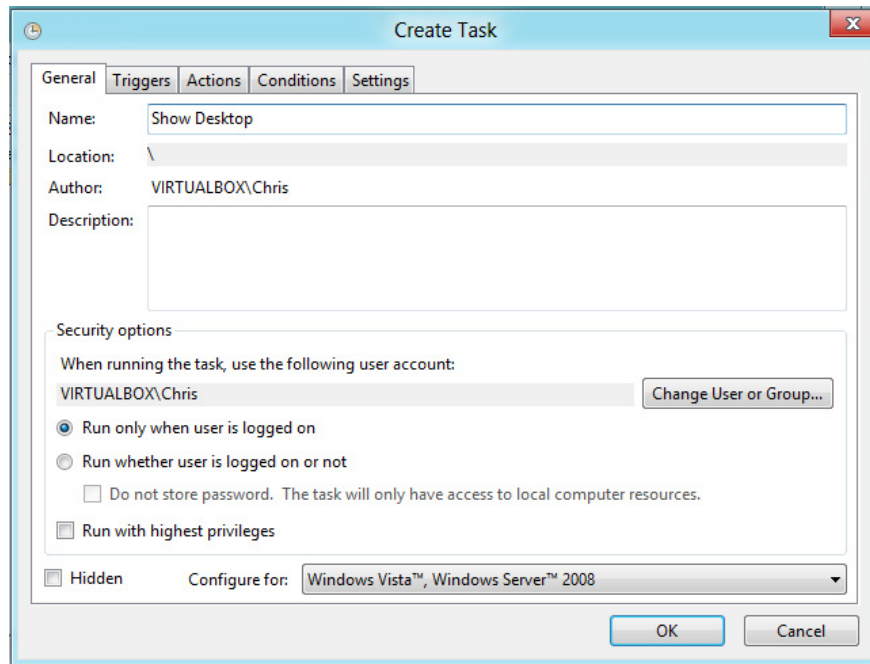 Create Task
General Triggers Actions Conditions Settings
Name: Show Desktop
Location: \
Author: VIRTUALBOX\Chris
Description:
Security options
When running the task, use the following user account:
VIRTUALBOX\Chris Change User or Group...
Run only when user is logged on
Run whether user is logged on or not
Do not store password. The task will only have access to local computer resources.
Run with highest privileges
Hidden Configure for: Windows Vista™, Windows Server™ 2008
OK Cancel